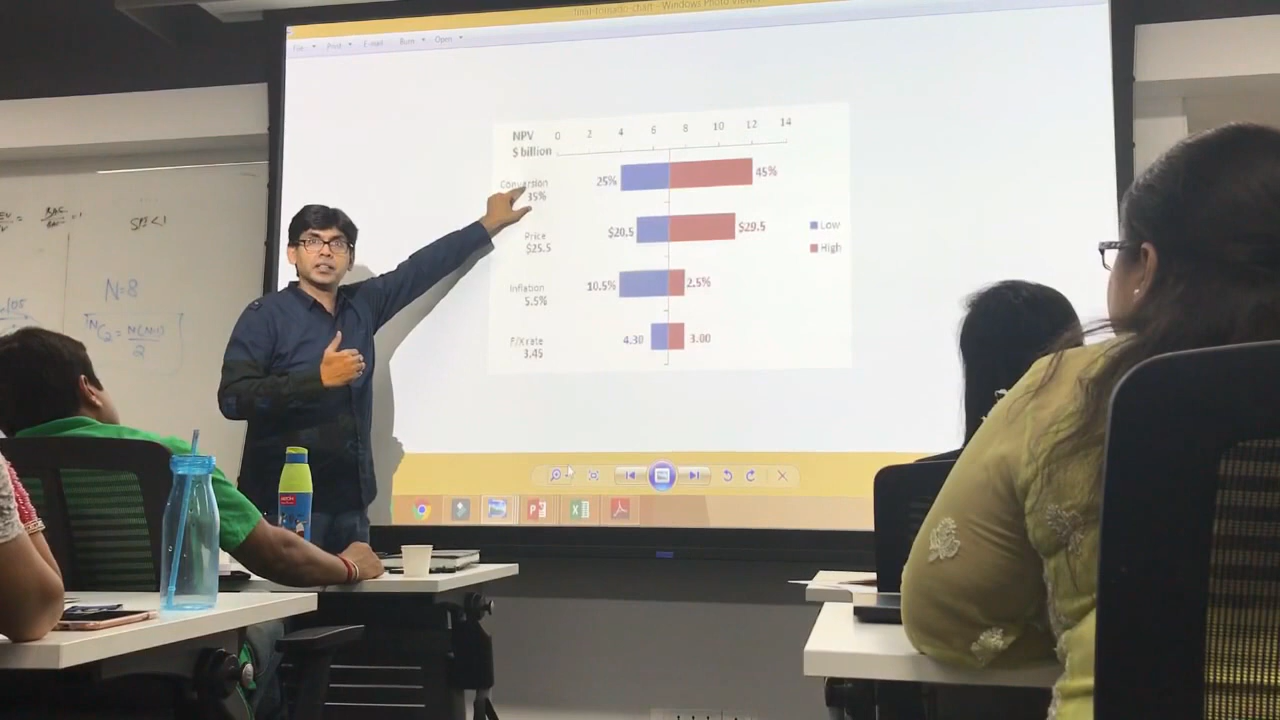 final-tornado-chart - Windows Photo Viewer
File Print E-mail Burn Open
NPV 0 2 4 6 8 10 12 14
$ billion
Conversion
35%
25% 45%
Price
$25.5
$20.5 $29.5
Low
High
Inflation
5.5%
10.5% 2.5%
F/X rate
3.45
4.30 3.00
SPI<1
N=8